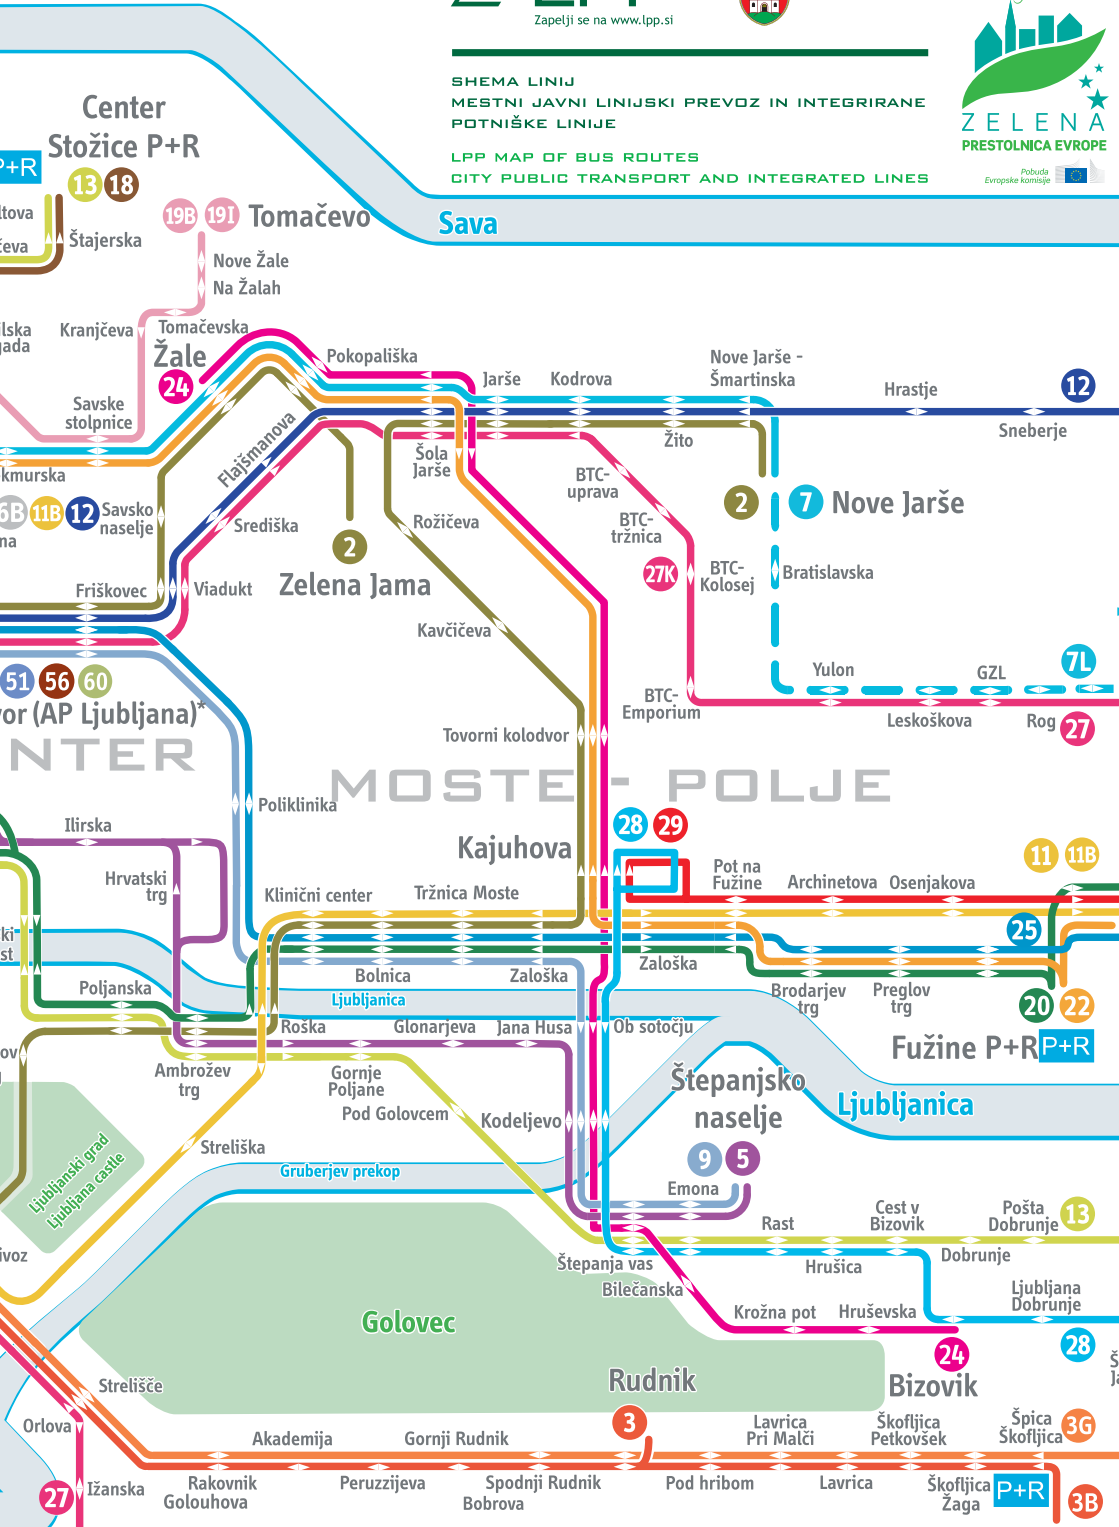 Zapelji se na www.lpp.si
SHEMA LINIJ
MESTNI JAVNI LINIJSKI PREVOZ IN INTEGRIRANE
POTNIŠKE LINIJE
LPP MAP OF BUS ROUTES
CITY PUBLIC TRANSPORT AND INTEGRATED LINES
ZELENA
PRESTOLNICA EVROPE
Pobuda
Evropske komisije
Center
Stožice P+R
P+R
13 18
Štajerska
19B 19I Tomačevo
Sava
Nove Žale
Na Žalah
Kranjčeva
Tomačevska
Žale
24
Savske
stolpnice
Pokopališka
Jarše
Kodrova
Nove Jarše -
Šmartinska
Hrastje
12
Sneberje
Žito
Šola
Jarše
Flajšmanova
BTC-
uprava
11B 12
Savsko
naselje
Središka
Rožičeva
BTC-
tržnica
2
7 Nove Jarše
2
Zelena Jama
27K
BTC-
Kolosej
Bratislavska
Friškovec
Viadukt
Kavčičeva
51 56 60
(AP Ljubljana)*
Yulon
GZL
7L
BTC-
Emporium
Leskoškova
Rog
27
Tovorni kolodvor
MOSTE - POLJE
Poliklinika
Ilirska
Kajuhova
28 29
Hrvatski
trg
Klinični center
Tržnica Moste
Pot na
Fužine
Archinetova
Osenjakova
11 11B
25
Bolnica
Zaloška
Zaloška
Poljanska
Ljubljanica
Brodarjev
trg
Preglov
trg
20 22
Roška
Glonarjeva
Jana Husa
Ob sotočju
Fužine P+R P+R
Ambrožev
trg
Gornje
Poljane
Pod Golovcem
Kodeljevo
Štepanjsko
naselje
Ljubljanica
Streliška
Ljubljanski grad
Ljubljana castle
Gruberjev prekop
9 5
Emona
Rast
Cest v
Bizovik
Pošta
Dobrunje
13
Štepanja vas
Hrušica
Dobrunje
Bilečanska
Ljubljana
Dobrunje
Krožna pot
Hruševska
Golovec
24
Bizovik
28
Strelišče
Rudnik
3
Orlova
Akademija
Gornji Rudnik
Lavrica
Pri Malči
Škofljica
Petkovšek
Špica
Škofljica
3G
27
Ižanska
Rakovnik
Golouhova
Peruzzijeva
Spodnji Rudnik
Bobrova
Pod hribom
Lavrica
Škofljica
Žaga
P+R
3B